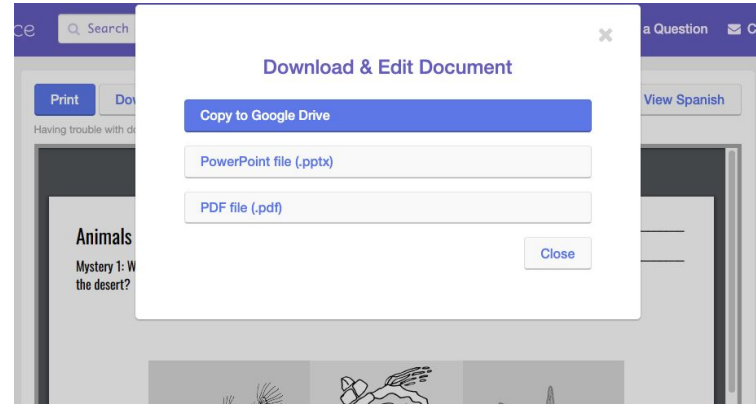 ce
Search
a Question
Download & Edit Document
Print
View Spanish
Copy to Google Drive
Having trouble with
PowerPoint file (.pptx)
PDF file (.pdf)
Animals
Close
Mystery 1:
the desert?